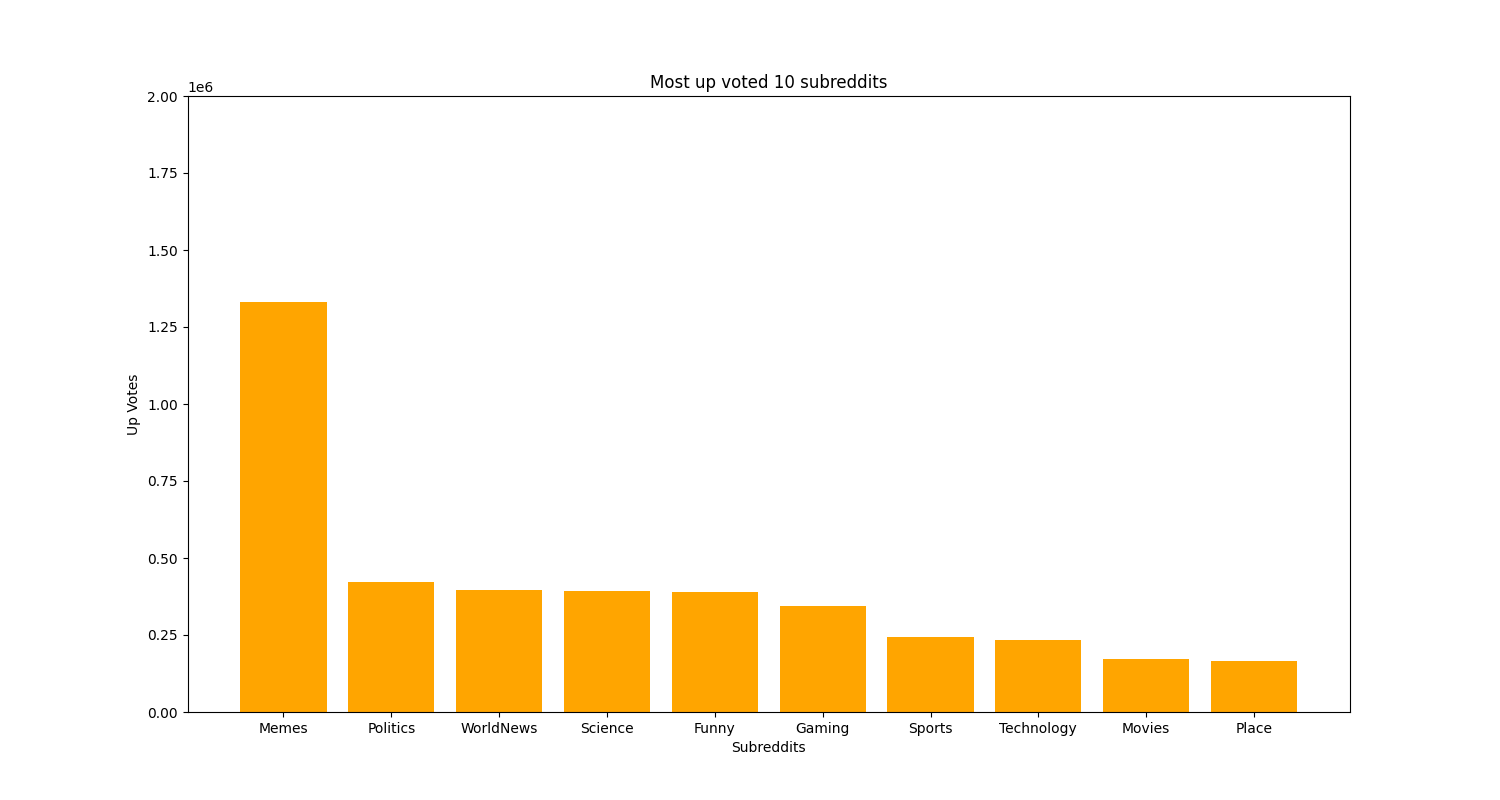 Most up voted 10 subreddits
1e6
2.00
1.75
1.50
1.25
1.00
0.75
0.50
0.25
0.00
Up Votes
Memes Politics WorldNews Science Funny Gaming Sports Technology Movies Place
Subreddits